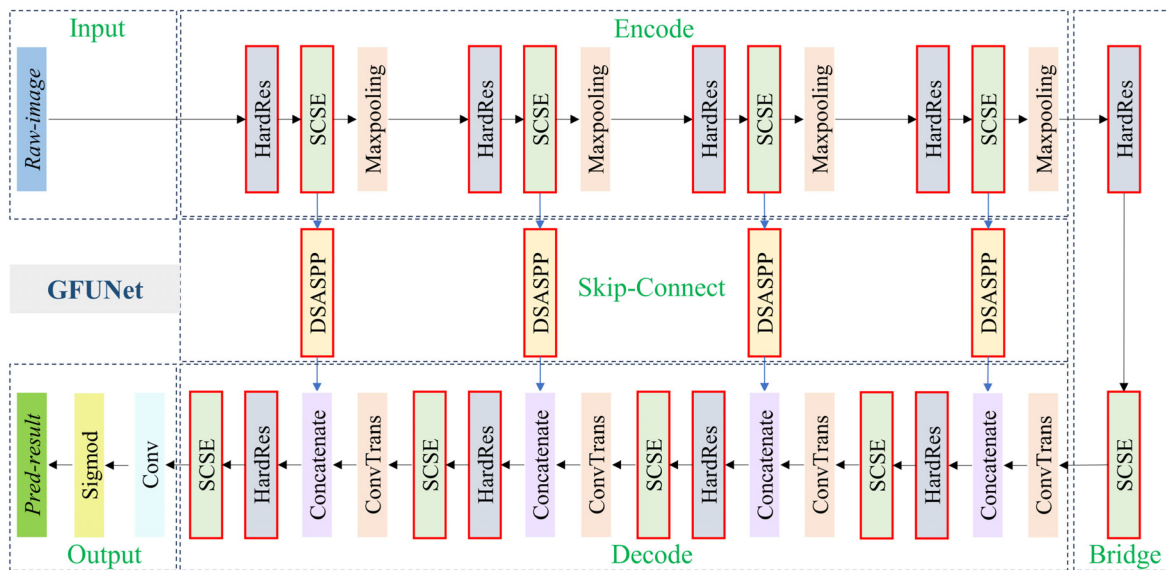 Input
Encode
Raw-image
HardRes
SCSE
Maxpooling
HardRes
SCSE
Maxpooling
HardRes
SCSE
Maxpooling
HardRes
SCSE
Maxpooling
HardRes
DSASPP
DSASPP
DSASPP
DSASPP
GFUNet
Skip-Connect
Pred-result
Sigmod
Conv
SCSE
HardRes
Concatenate
ConvTrans
SCSE
HardRes
Concatenate
ConvTrans
SCSE
HardRes
Concatenate
ConvTrans
SCSE
HardRes
Concatenate
ConvTrans
SCSE
Output
Decode
Bridge